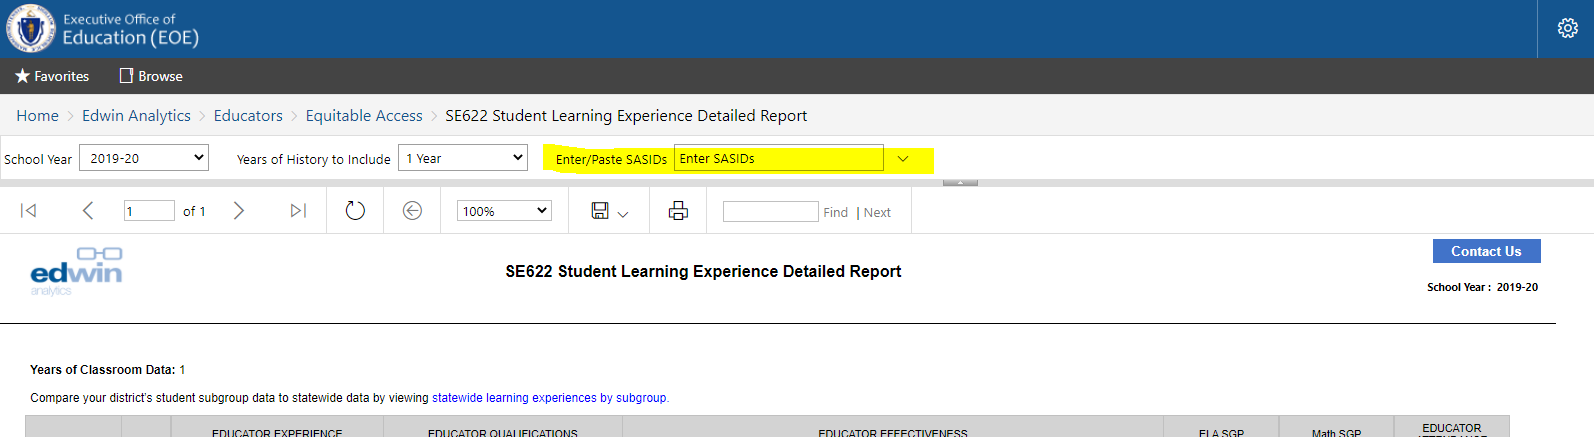 Executive Office of
Education (EOE)
Favorites Browse
Home > Edwin Analytics > Educators > Equitable Access > SE622 Student Learning Experience Detailed Report
School Year 2019-20 Years of History to Include 1 Year Enter/Paste SASIDs Enter SASIDs
1 of 1 100% Find | Next
edwin
analytics
SE622 Student Learning Experience Detailed Report
Contact Us
School Year : 2019-20
Years of Classroom Data: 1
Compare your district's student subgroup data to statewide data by viewing statewide learning experiences by subgroup.
EDUCATOR EXPERIENCE EDUCATOR QUALIFICATIONS EDUCATOR EFFECTIVENESS ELA SGP Math SGP EDUCATOR